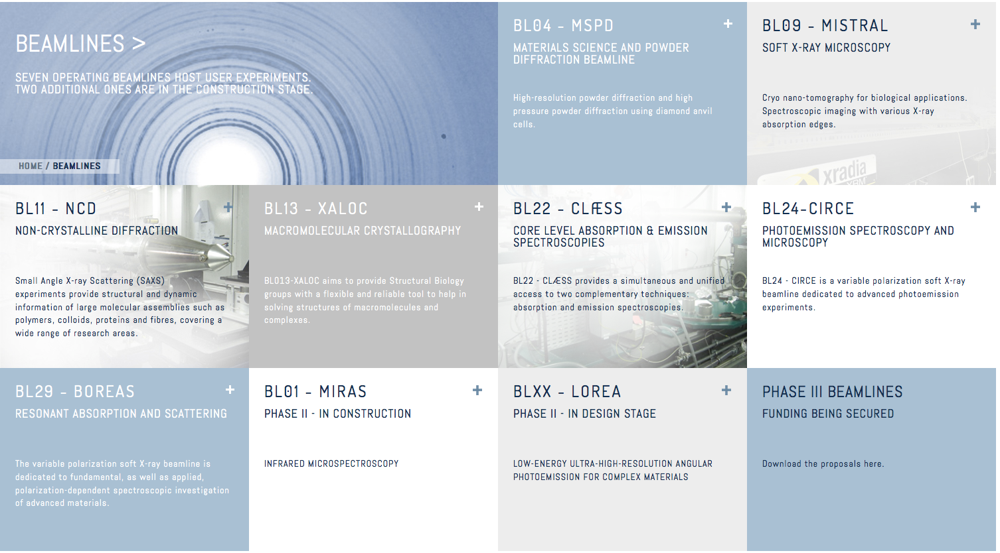 BEAMLINES >
SEVEN OPERATING BEAMLINES HOST USER EXPERIMENTS.
TWO ADDITIONAL ONES ARE IN THE CONSTRUCTION STAGE.
HOME / BEAMLINES
BL04 - MSPD +
MATERIALS SCIENCE AND POWDER
DIFFRACTION BEAMLINE
High-resolution powder diffraction and high
pressure powder diffraction using diamond anvil
cells.
BL09 - MISTRAL +
SOFT X-RAY MICROSCOPY
Cryo nano-tomography for biological applications.
Spectroscopic imaging with various X-ray
absorption edges.
xradia
BL11 - NCD +
NON-CRYSTALLINE DIFFRACTION
Small Angle X-ray Scattering (SAXS)
experiments provide structural and dynamic
information of large molecular assemblies such as
polymers, colloids, proteins and fibres, covering a
wide range of research areas.
BL13 - XALOC +
MACROMOLECULAR CRYSTALLOGRAPHY
BL013-XALOC aims to provide Structural Biology
groups with a flexible and reliable tool to help in
solving structures of macromolecules and
complexes.
BL22 - CLÆSS +
CORE LEVEL ABSORPTION & EMISSION
SPECTROSCOPIES
BL22 - CLÆSS provides a simultaneous and unified
access to two complementary techniques:
absorption and emission spectroscopies.
BL24-CIRCE +
PHOTOEMISSION SPECTROSCOPY AND
MICROSCOPY
BL24 - CIRCE is a variable polarization soft X-ray
beamline dedicated to advanced photoemission
experiments.
BL29 - BOREAS +
RESONANT ABSORPTION AND SCATTERING
The variable polarization soft X-ray beamline is
dedicated to fundamental, as well as applied,
polarization-dependent spectroscopic investigation
of advanced materials.
BL01 - MIRAS +
PHASE II - IN CONSTRUCTION
INFRARED MICROSPECTROSCOPY
BLXX - LOREA +
PHASE II - IN DESIGN STAGE
LOW-ENERGY ULTRA-HIGH-RESOLUTION ANGULAR
PHOTOEMISSION FOR COMPLEX MATERIALS
PHASE III BEAMLINES
FUNDING BEING SECURED
Download the proposals here.